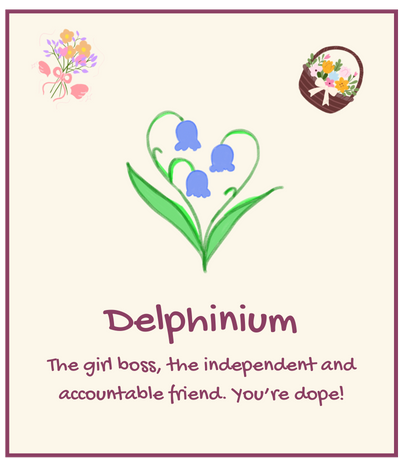 Delphinium
The girl boss, the independent and
accountable friend. You're dope!